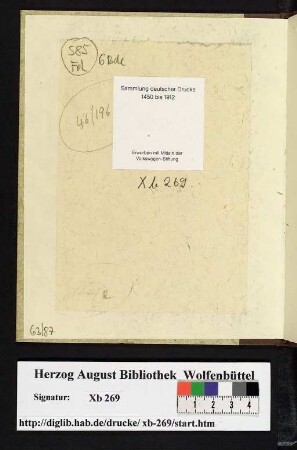 585
Fol
6 Bde
46/196
Sammlung deutscher Drucke
1450 bis 1912
Erworben mit Mitteln der
Volkswagen-Stiftung
Xb 269
63/87
Herzog August Bibliothek Wolfenbüttel
Signatur: Xb 269
cm 1 2 3 4
http://diglib.hab.de/drucke/ xb-269/start.htm